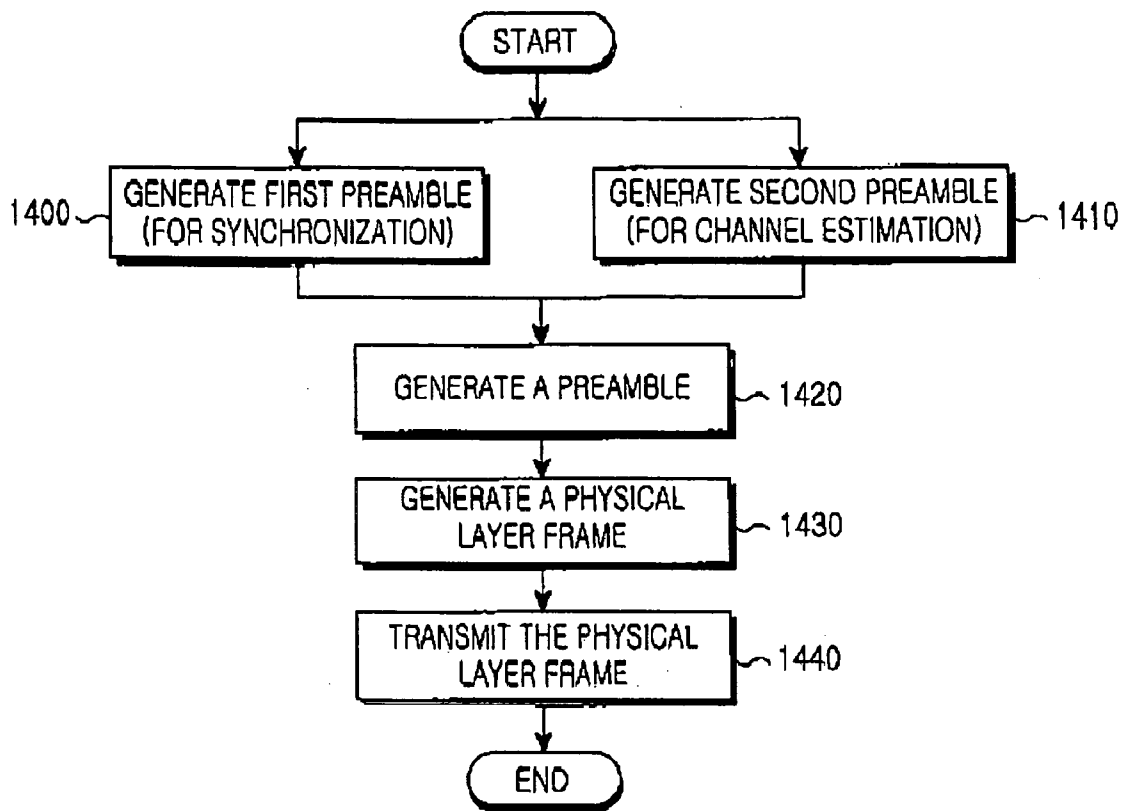 START
GENERATE FIRST PREAMBLE
(FOR SYNCHRONIZATION)
1400
GENERATE SECOND PREAMBLE
(FOR CHANNEL ESTIMATION)
1410
GENERATE A PREAMBLE
1420
GENERATE A PHYSICAL
LAYER FRAME
1430
TRANSMIT THE PHYSICAL
LAYER FRAME
1440
END